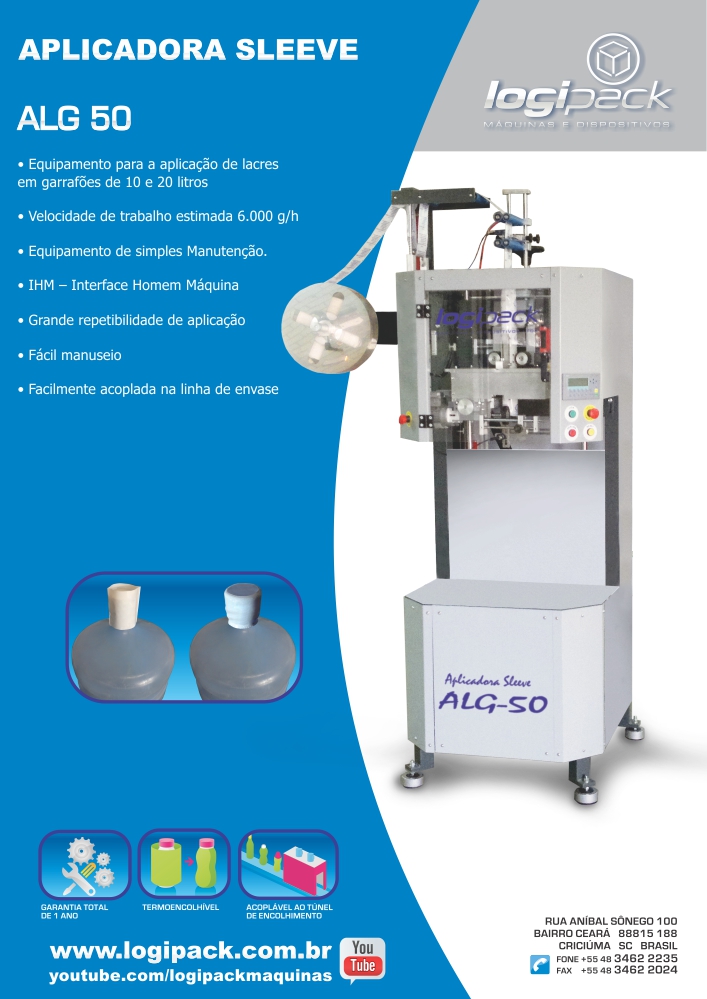 APLICADORA SLEEVE
logipack
MÁQUINAS E DISPOSITIVOS
ALG 50
• Equipamento para a aplicação de lacres
em garrafões de 10 e 20 litros
• Velocidade de trabalho estimada 6.000 g/h
• Equipamento de simples Manutenção.
• IHM – Interface Homem Máquina
• Grande repetibilidade de aplicação
• Fácil manuseio
• Facilmente acoplada na linha de envase
logipack
Aplicadora Sleeve
ALG-50
GARANTIA TOTAL
DE 1 ANO
TERMOENCOLHÍVEL
ACOPLÁVEL AO TÚNEL
DE ENCOLHIMENTO
www.logipack.com.br
youtube.com/logipackmaquinas
You
Tube
RUA ANÍBAL SÔNEGO 100
BAIRRO CEARÁ 88815 188
CRICIÚMA SC BRASIL
FONE +55 48 3462 2235
FAX +55 48 3462 2024